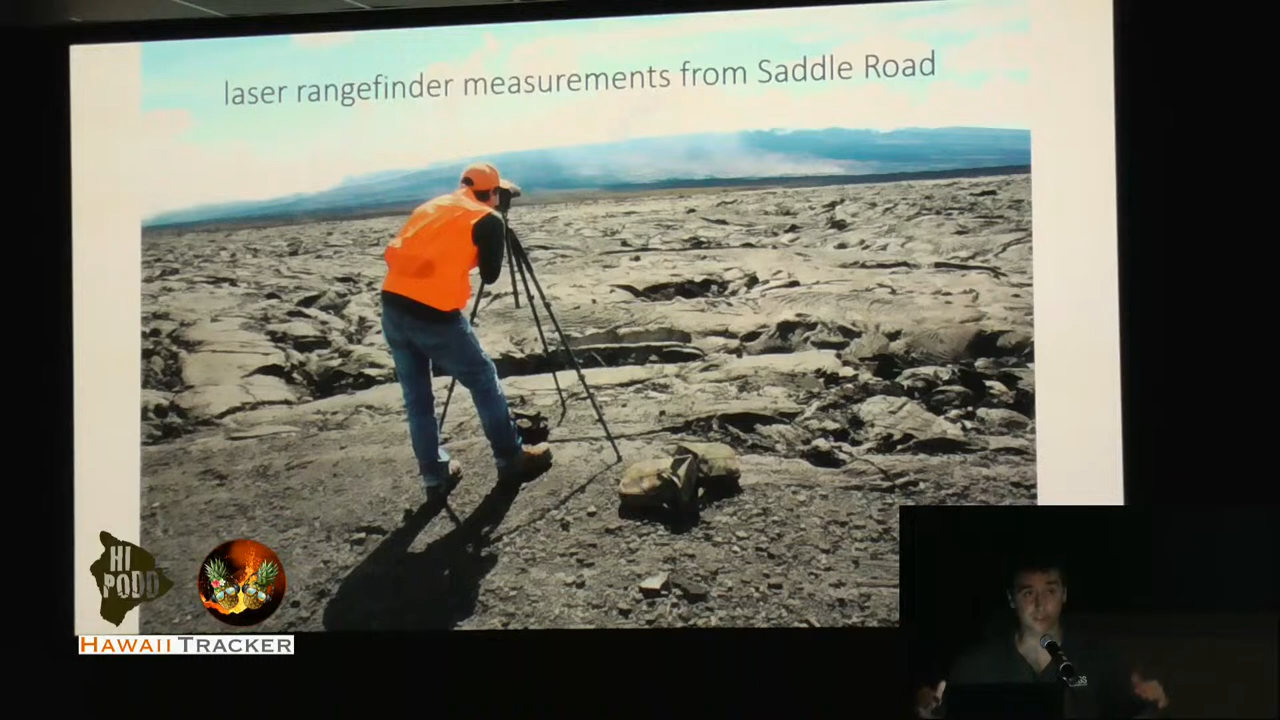 laser rangefinder measurements from Saddle Road
HI
PODD
HAWAII TRACKER